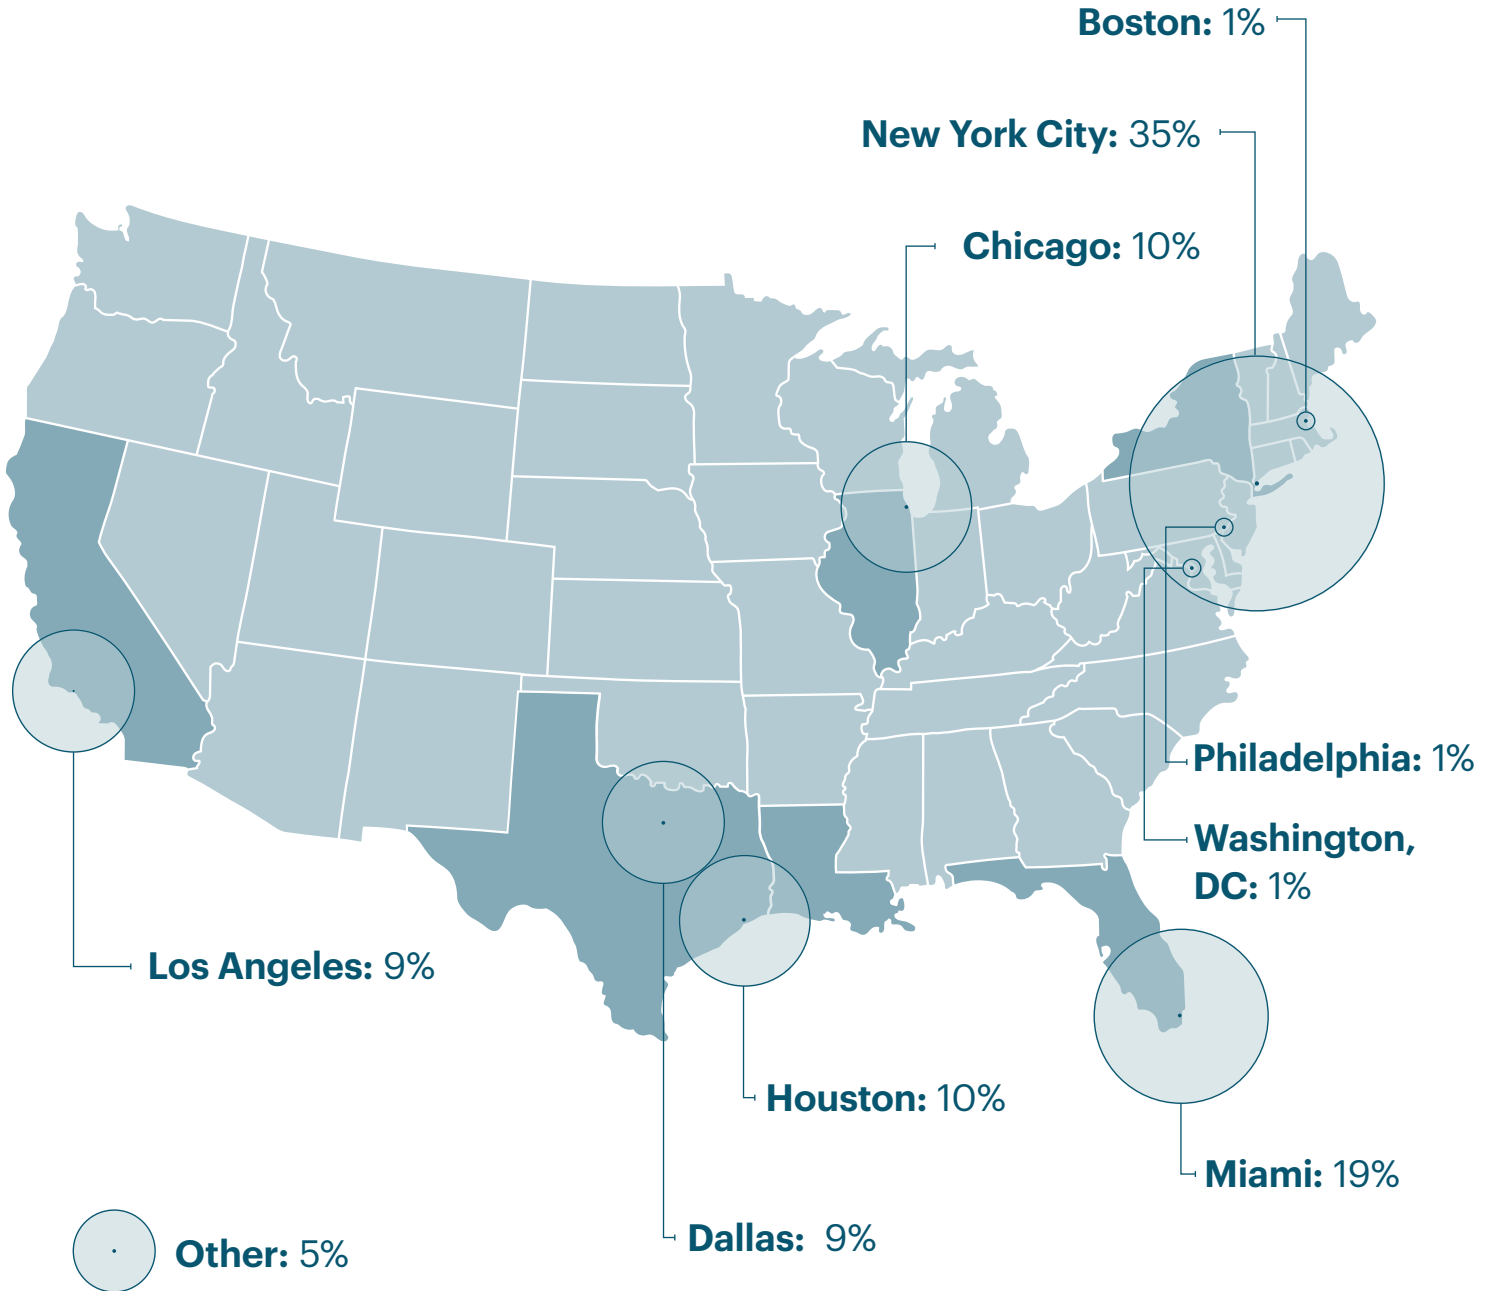 Boston: 1%
New York City: 35%
Chicago: 10%
Philadelphia: 1%
Washington,
DC: 1%
Los Angeles: 9%
Houston: 10%
Miami: 19%
Dallas: 9%
Other: 5%